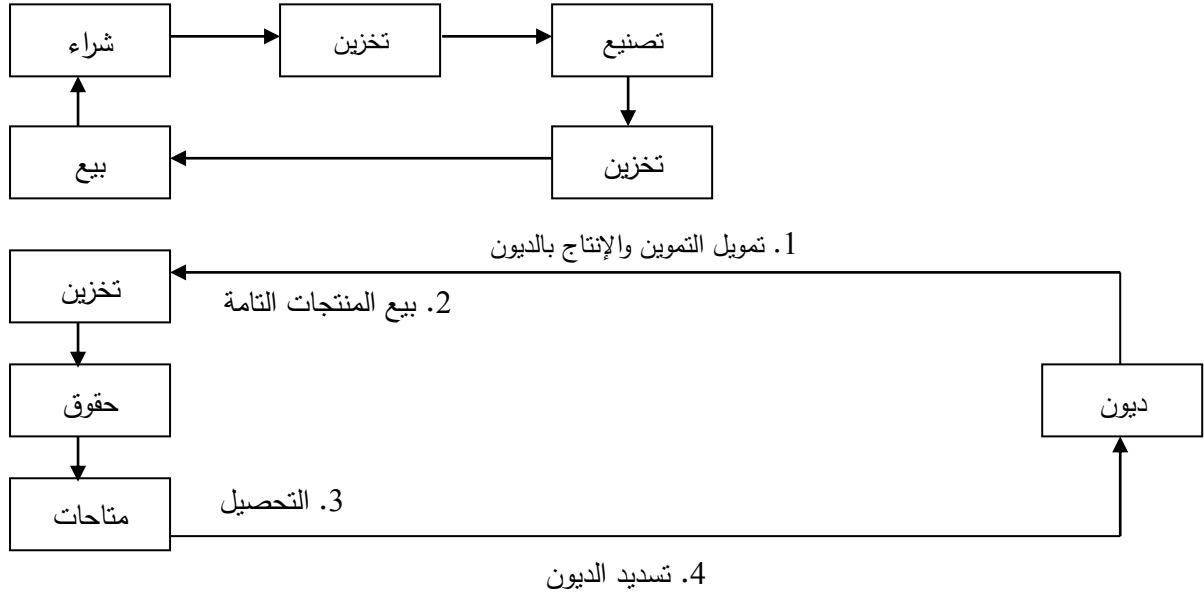 شراء
تخزين
تصنيع
بيع
تخزين
1. تمويل التموين والإنتاج بالديون
تخزين
2. بيع المنتجات التامة
حقوق
ديون
متاحات
3. التحصيل
4. تسديد الديون